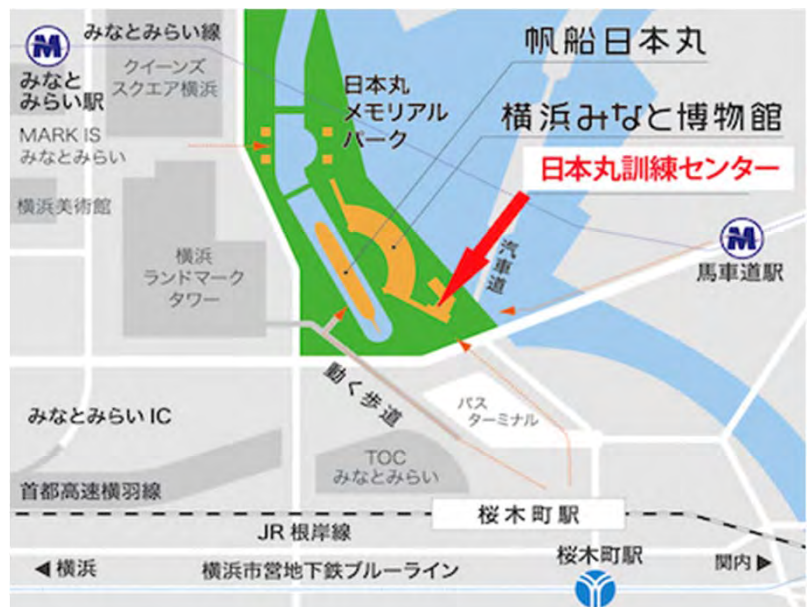 みなとみらい線
M
みなと
みらい駅
クイーンズ
スクエア横浜
帆船日本丸
日本丸
メモリアル
パーク
横浜みなと博物館
MARK IS
みなとみらい
日本丸訓練センター
横浜美術館
M
馬車道駅
汽車道
横浜
ランドマーク
タワー
動く歩道
バス
ターミナル
みなとみらいIC
TOC
みなとみらい
首都高速横羽線
桜木町駅
JR 根岸線
桜木町駅
◀横浜
横浜市営地下鉄ブルーライン
関内▶